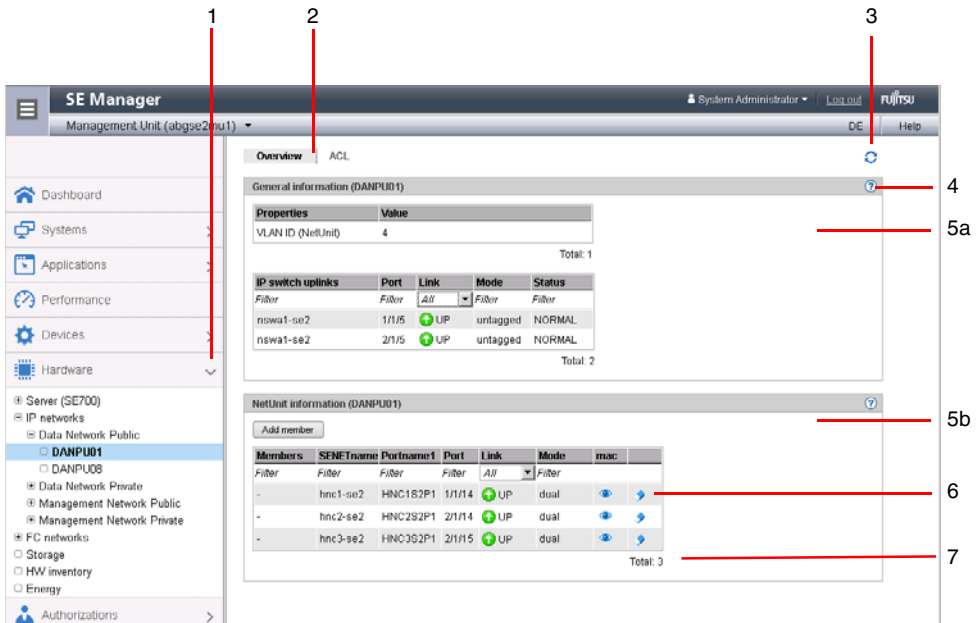 1 2 3
SE Manager System Administrator Log out FUJITSU
Management Unit (abgse2mu1) DE Help
Overview ACL
General information (DANPU01) 4
Dashboard
Properties Value
VLAN ID (NetUnit) 4 5a
Systems
Total: 1
Applications
IP switch uplinks Port Link Mode Status
Filter Filter All Filter Filter
Performance
nswa1-se2 1/1/5 UP untagged NORMAL
nswa1-se2 2/1/5 UP untagged NORMAL
Devices
Total: 2
Hardware
Server (SE700)
IP networks
Data Network Public
DANPU01
DANPU08
Data Network Private
Management Network Public
Management Network Private
FC networks
Storage
HW inventory
Energy
Authorizations
NetUnit information (DANPU01)
5b
Add member
Members SENETname Portname1 Port Link Mode mac
Filter Filter Filter Filter All Filter
- hnc1-se2 HNC1S2P1 1/1/14 UP dual 6
- hnc2-se2 HNC2S2P1 2/1/14 UP dual
- hnc3-se2 HNC3S2P1 2/1/15 UP dual
Total: 3 7